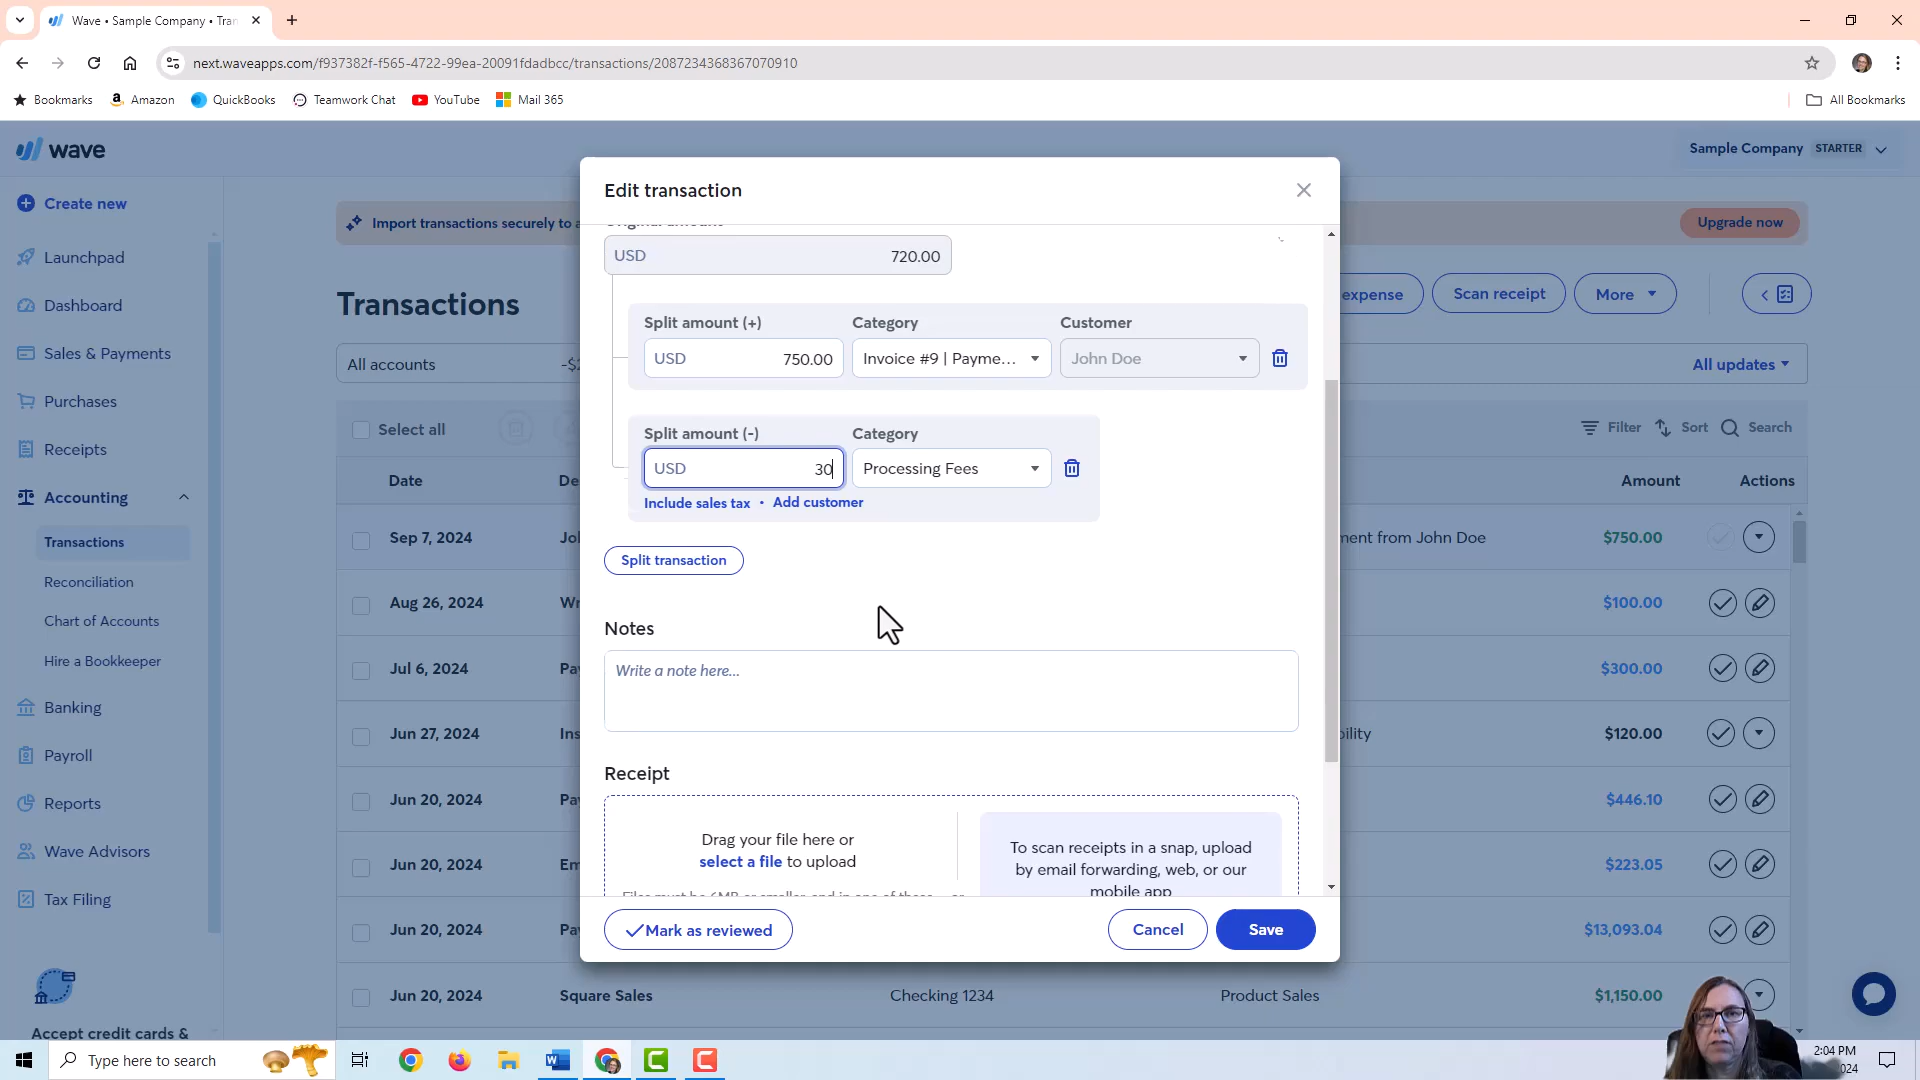 Wave • Sample Company • Tran
next.waveapps.com/f937382f-f565-4722-99ea-20091fdadbcc/transactions/2087234368367070910
Bookmarks
Amazon
QuickBooks
Teamwork Chat
YouTube
Mail 365
All Bookmarks
wave
Sample Company STARTER
Create new
Launchpad
Dashboard
Sales & Payments
Purchases
Receipts
Accounting
Transactions
Reconciliation
Chart of Accounts
Hire a Bookkeeper
Banking
Payroll
Reports
Wave Advisors
Tax Filing
Accept credit cards &
Import transactions securely to
Upgrade now
Transactions
expense
Scan receipt
More
All accounts
All updates
Select all
Filter
Sort
Search
Date
Amount
Actions
Sep 7, 2024
ment from John Doe
$750.00
Aug 26, 2024
$100.00
Jul 6, 2024
$300.00
Jun 27, 2024
$120.00
Jun 20, 2024
$446.10
Jun 20, 2024
$223.05
Jun 20, 2024
$13,093.04
Jun 20, 2024
Square Sales
Checking 1234
Product Sales
$1,150.00
Edit transaction
Original amount
USD 720.00
Split amount (+)
Category
Customer
USD 750.00
Invoice #9 | Payme...
John Doe
Split amount (-)
Category
USD 30
Processing Fees
Include sales tax • Add customer
Split transaction
Notes
Write a note here...
Receipt
Drag your file here or
select a file to upload
To scan receipts in a snap, upload
by email forwarding, web, or our
mobile app
Mark as reviewed
Cancel
Save
Type here to search
2:04 PM